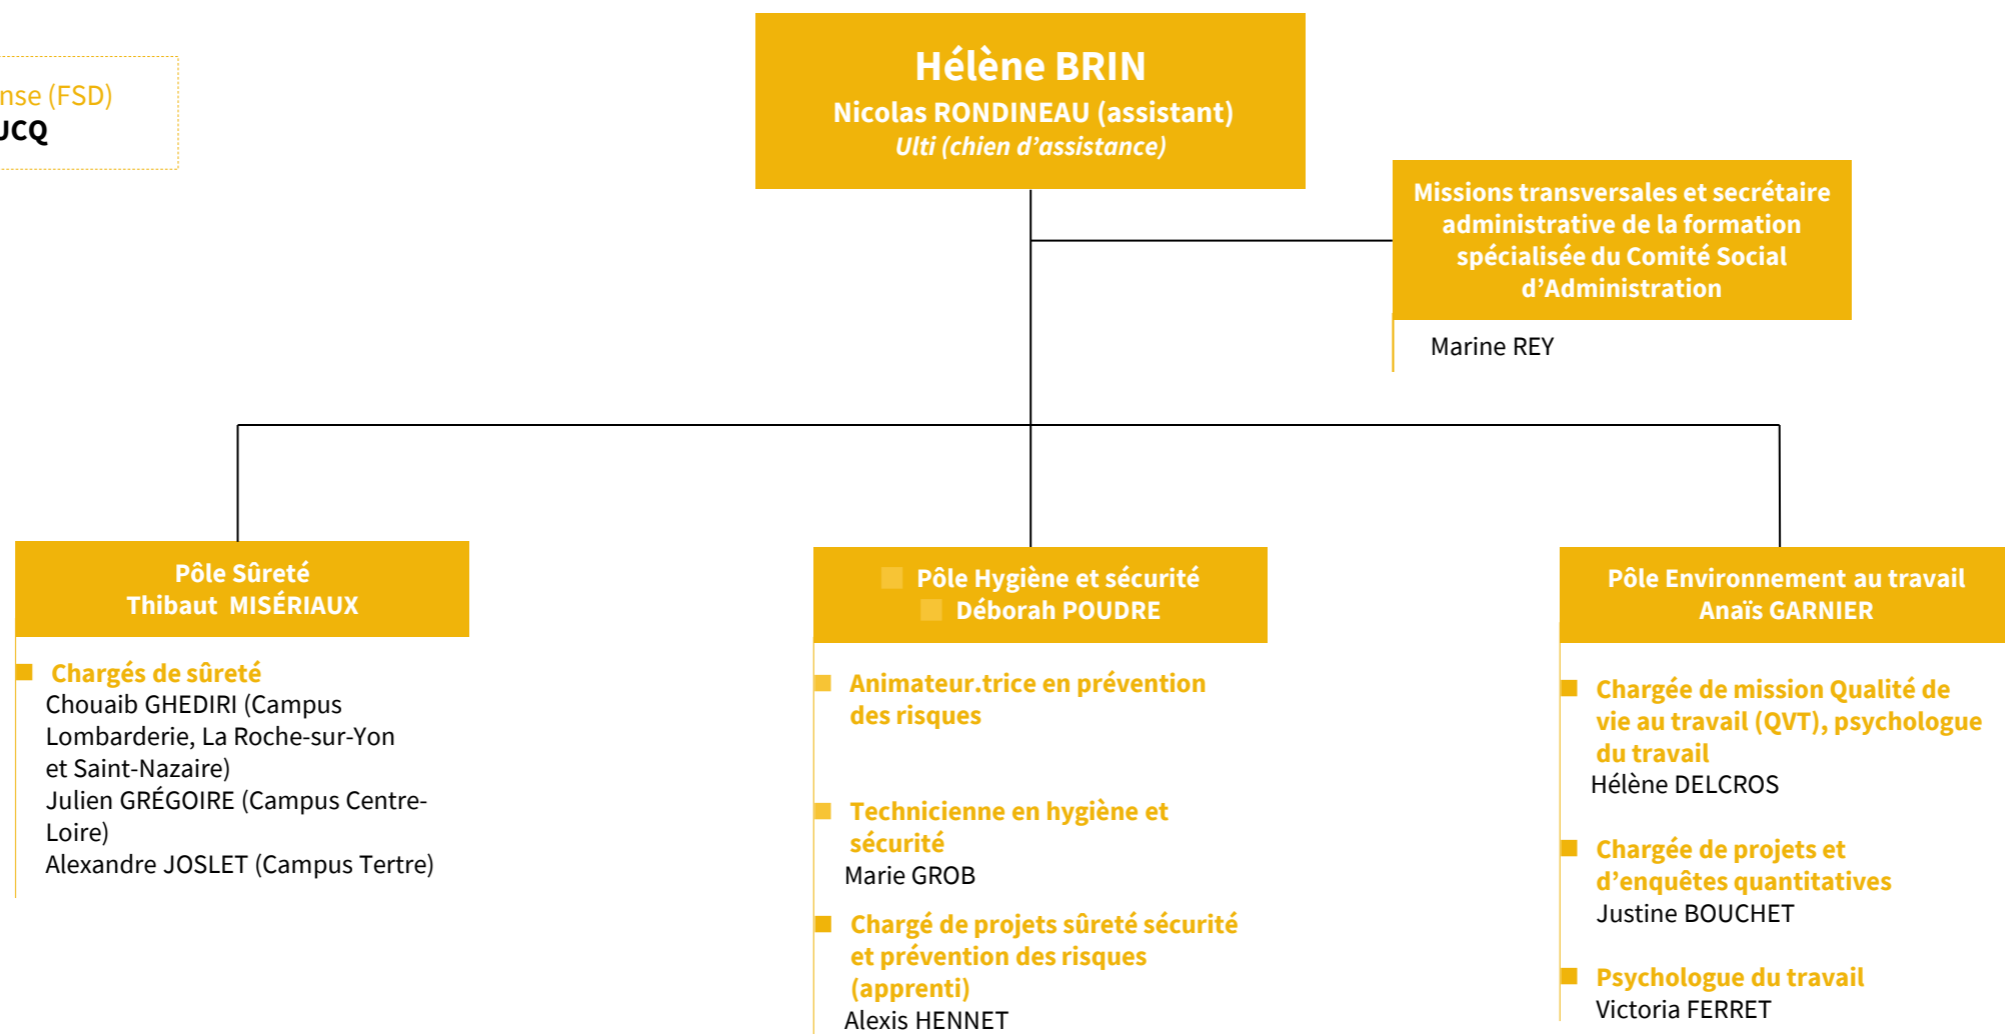 (FSD)
Hélène BRIN
Nicolas RONDINEAU (assistant)
Ulti (chien d’assistance)
Missions transversales et secrétaire
administrative de la formation
spécialisée du Comité Social
d’Administration
Marine REY
Pôle Sûreté
Thibaut MISÉRIAUX
Chargés de sûreté
Chouaib GHEDIRI (Campus
Lombarderie, La Roche-sur-Yon
et Saint-Nazaire)
Julien GRÉGOIRE (Campus Centre-
Loire)
Alexandre JOSLET (Campus Tertre)
Pôle Hygiène et sécurité
Déborah POUDRE
Animateur.trice en prévention
des risques
Technicienne en hygiène et
sécurité
Marie GROB
Chargé de projets sûreté sécurité
et prévention des risques
(apprenti)
Alexis HENNET
Pôle Environnement au travail
Anaïs GARNIER
Chargée de mission Qualité de
vie au travail (QVT), psychologue
du travail
Hélène DELCROS
Chargée de projets et
d’enquêtes quantitatives
Justine BOUCHET
Psychologue du travail
Victoria FERRET